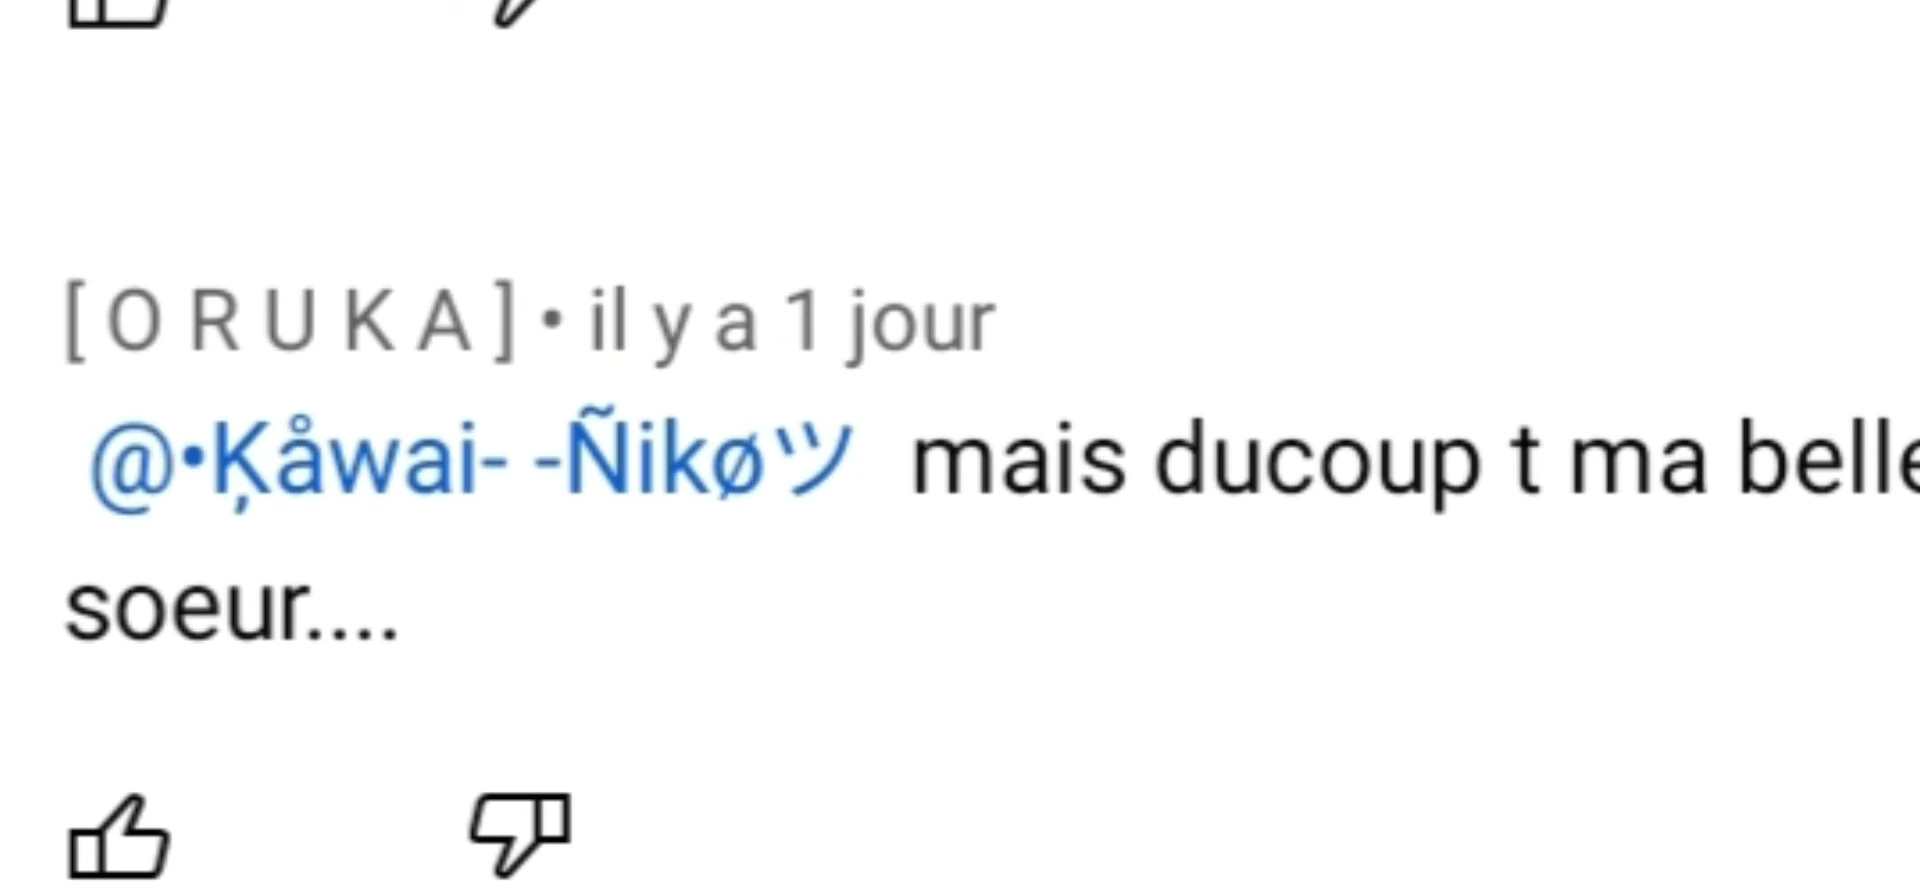 [ O R U K A ] • il y a 1 jour
@•Ķåwai- -Ñikøツ mais ducoup t ma belle
soeur....